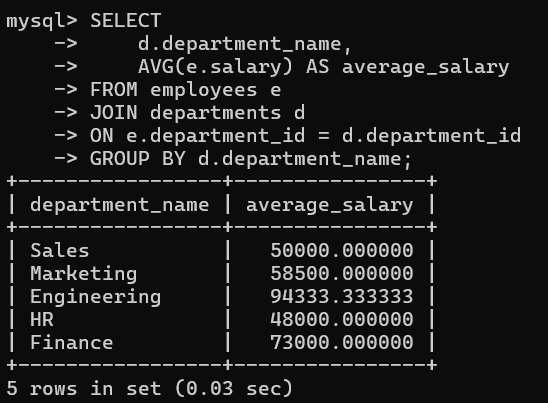 mysql> SELECT
    ->     d.department_name,
    ->     AVG(e.salary) AS average_salary
    -> FROM employees e
    -> JOIN departments d
    -> ON e.department_id = d.department_id
    -> GROUP BY d.department_name;
+-----------------+----------------+
| department_name | average_salary |
+-----------------+----------------+
| Sales           |   50000.000000 |
| Marketing       |   58500.000000 |
| Engineering     |   94333.333333 |
| HR              |   48000.000000 |
| Finance         |   73000.000000 |
+-----------------+----------------+
5 rows in set (0.03 sec)